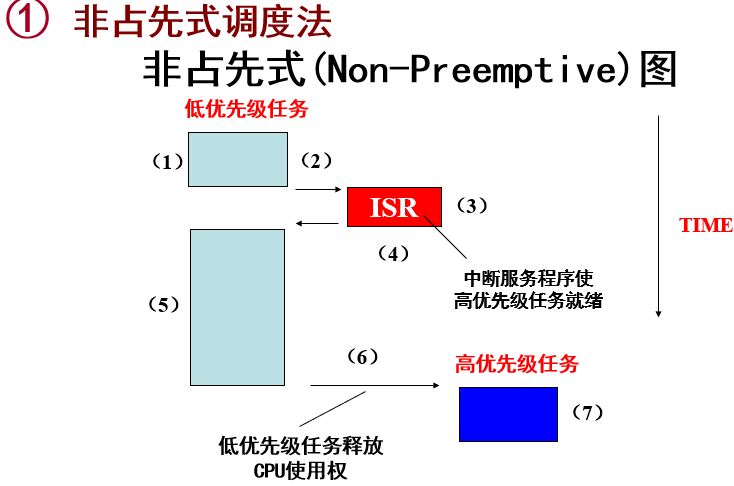 ① 非占先式调度法
非占先式(Non-Preemptive)图
低优先级任务
（1）
（2）
ISR
（3）
TIME
（4）
中断服务程序使
高优先级任务就绪
（5）
（6）
高优先级任务
（7）
低优先级任务释放
CPU使用权